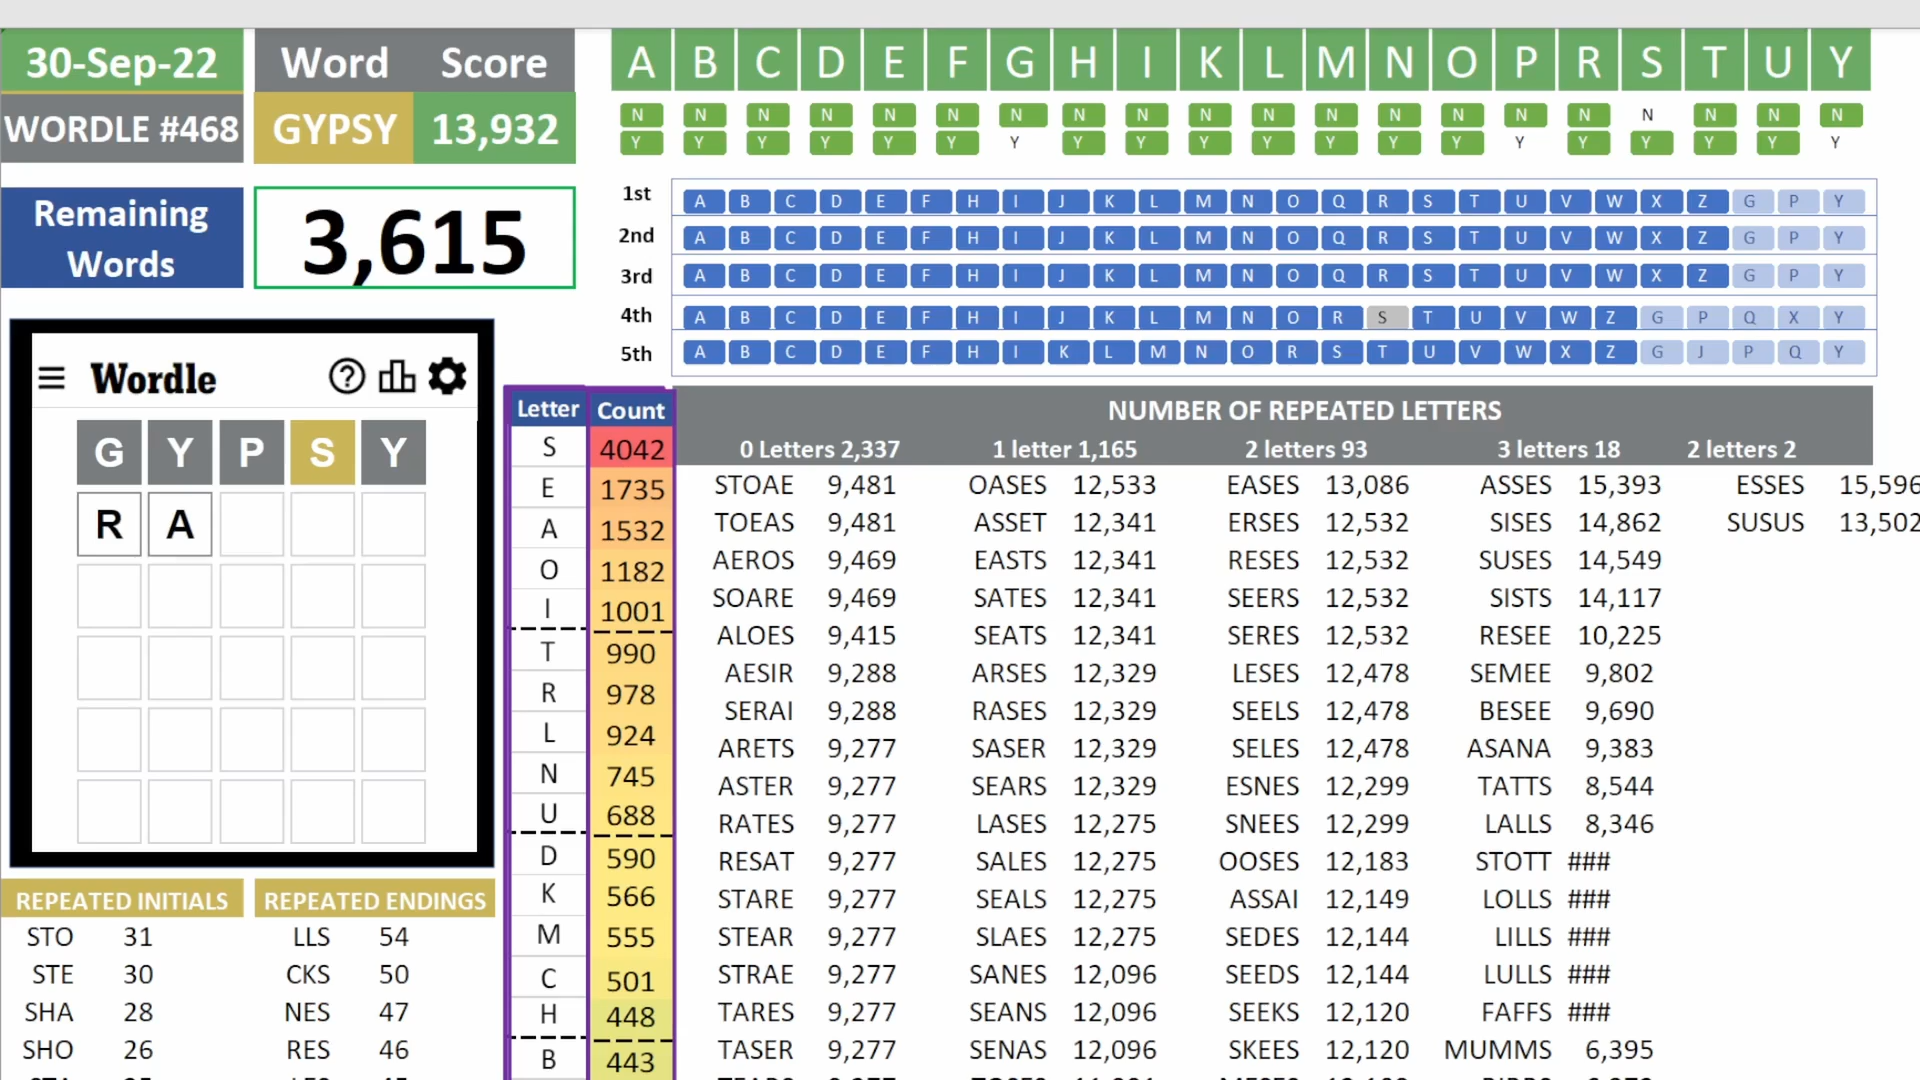 30-Sep-22 Word Score
WORDLE #468 GYPSY 13,932
A B C D E F G H I K L M N O P R S T U Y
N N N N N N N N N N N N N N N N N N N N
Y Y Y Y Y Y Y Y Y Y Y Y Y Y Y Y Y Y Y Y
Remaining Words 3,615
1st A B C D E F H I J K L M N O Q R S T U V W X Z G P Y
2nd A B C D E F H I J K L M N O Q R S T U V W X Z G P Y
3rd A B C D E F H I J K L M N O Q R S T U V W X Z G P Y
4th A B C D E F H I J K L M N O R S T U V W Z G P Q X Y
5th A B C D E F H I K L M N O R S T U V W X Z G J P Q Y
Wordle
G Y P S Y
R A
REPEATED INITIALS REPEATED ENDINGS
STO 31 LLS 54
STE 30 CKS 50
SHA 28 NES 47
SHO 26 RES 46
Letter Count
S 4042
E 1735
A 1532
O 1182
I 1001
T 990
R 978
L 924
N 745
U 688
D 590
K 566
M 555
C 501
H 448
B 443
NUMBER OF REPEATED LETTERS
0 Letters 2,337 1 letter 1,165 2 letters 93 3 letters 18 2 letters 2
STOAE 9,481 OASES 12,533 EASES 13,086 ASSES 15,393 ESSES 15,596
TOEAS 9,481 ASSET 12,341 ERSES 12,532 SISES 14,862 SUSUS 13,502
AEROS 9,469 EASTS 12,341 RESES 12,532 SUSES 14,549
SOARE 9,469 SATES 12,341 SEERS 12,532 SISTS 14,117
ALOES 9,415 SEATS 12,341 SERES 12,532 RESEE 10,225
AESIR 9,288 ARSES 12,329 LESES 12,478 SEMEE 9,802
SERAI 9,288 RASES 12,329 SEELS 12,478 BESEE 9,690
ARETS 9,277 SASER 12,329 SELES 12,478 ASANA 9,383
ASTER 9,277 SEARS 12,329 ESNES 12,299 TATTS 8,544
RATES 9,277 LASES 12,275 SNEES 12,299 LALLS 8,346
RESAT 9,277 SALES 12,275 OOSES 12,183 STOTT ###
STARE 9,277 SEALS 12,275 ASSAI 12,149 LOLLS ###
STEAR 9,277 SLAES 12,275 SEDES 12,144 LILLS ###
STRAE 9,277 SANES 12,096 SEEDS 12,144 LULLS ###
TARES 9,277 SEANS 12,096 SEEKS 12,120 FAFFS ###
TASER 9,277 SENAS 12,096 SKEES 12,120 MUMMS 6,395